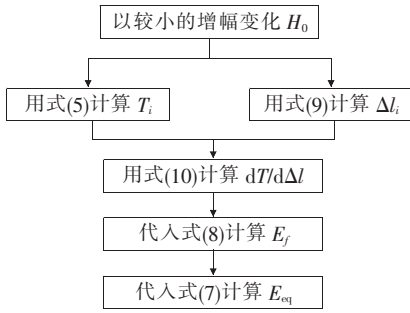 以较小的增幅变化 H₀
用式(5)计算 Tᵢ
用式(9)计算 Δlᵢ
用式(10)计算 dT/dΔl
代入式(8)计算 E_f
代入式(7)计算 E_eq